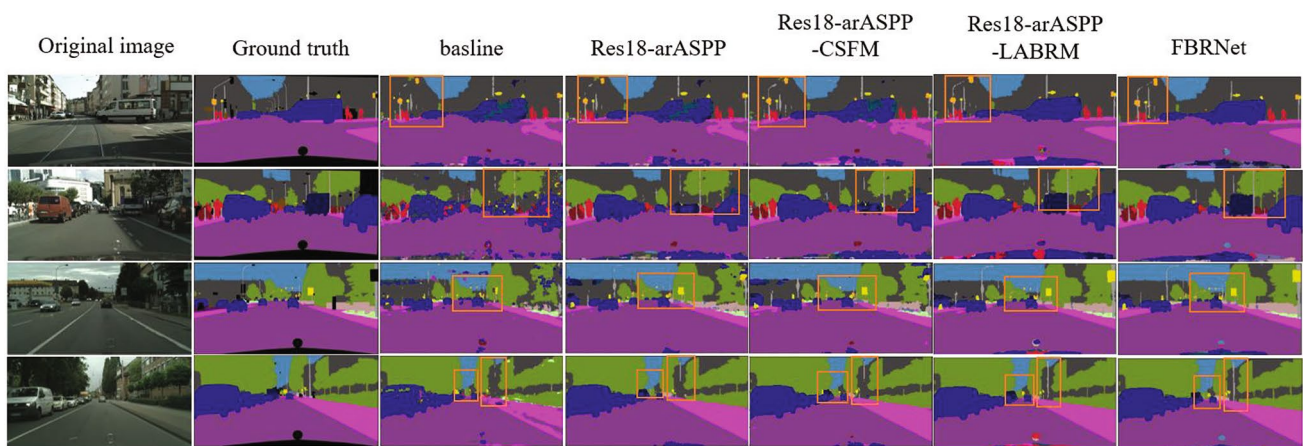 Original image
Ground truth
basline
Res18-arASPP
Res18-arASPP
-CSFM
Res18-arASPP
-LABRM
FBRNet